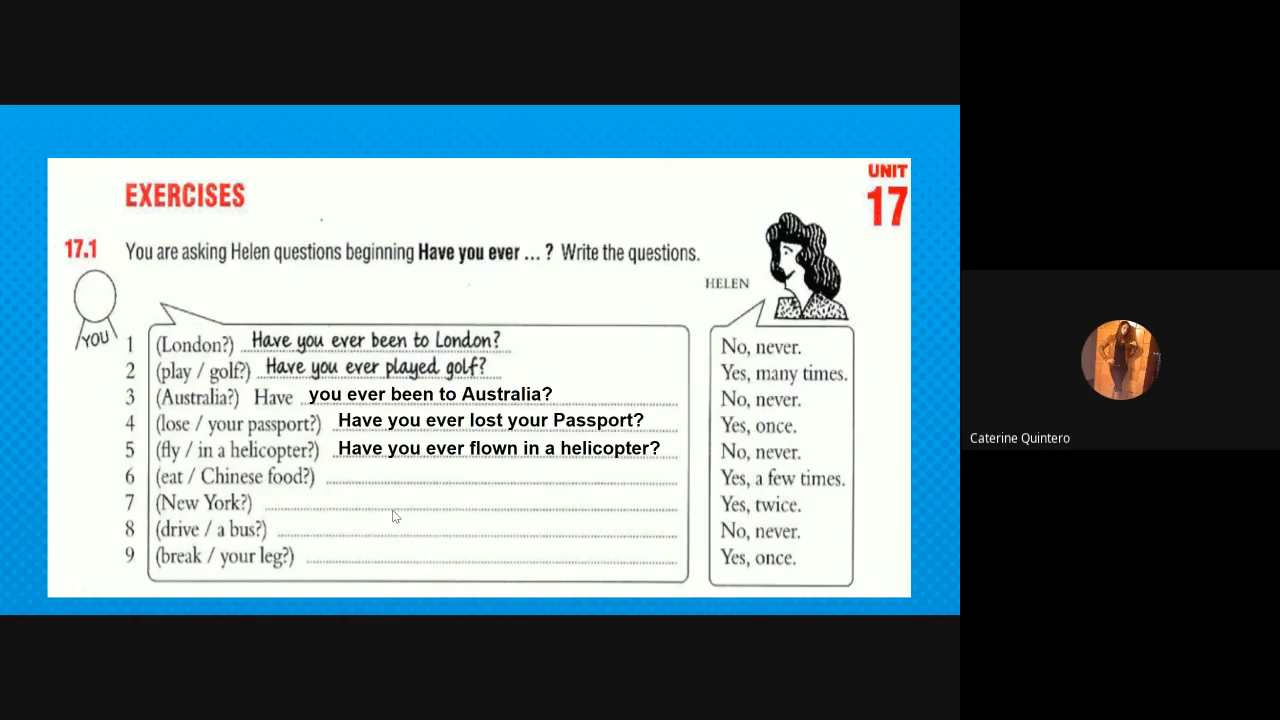 UNIT
17
EXERCISES
17.1 You are asking Helen questions beginning Have you ever ... ? Write the questions.
HELEN
YOU
1 (London?) Have you ever been to London? No, never.
2 (play / golf?) Have you ever played golf? Yes, many times.
3 (Australia?) Have you ever been to Australia? No, never.
4 (lose / your passport?) Have you ever lost your Passport? Yes, once.
5 (fly / in a helicopter?) Have you ever flown in a helicopter? No, never.
6 (eat / Chinese food?) Yes, a few times.
7 (New York?) Yes, twice.
8 (drive / a bus?) No, never.
9 (break / your leg?) Yes, once.
Caterine Quintero